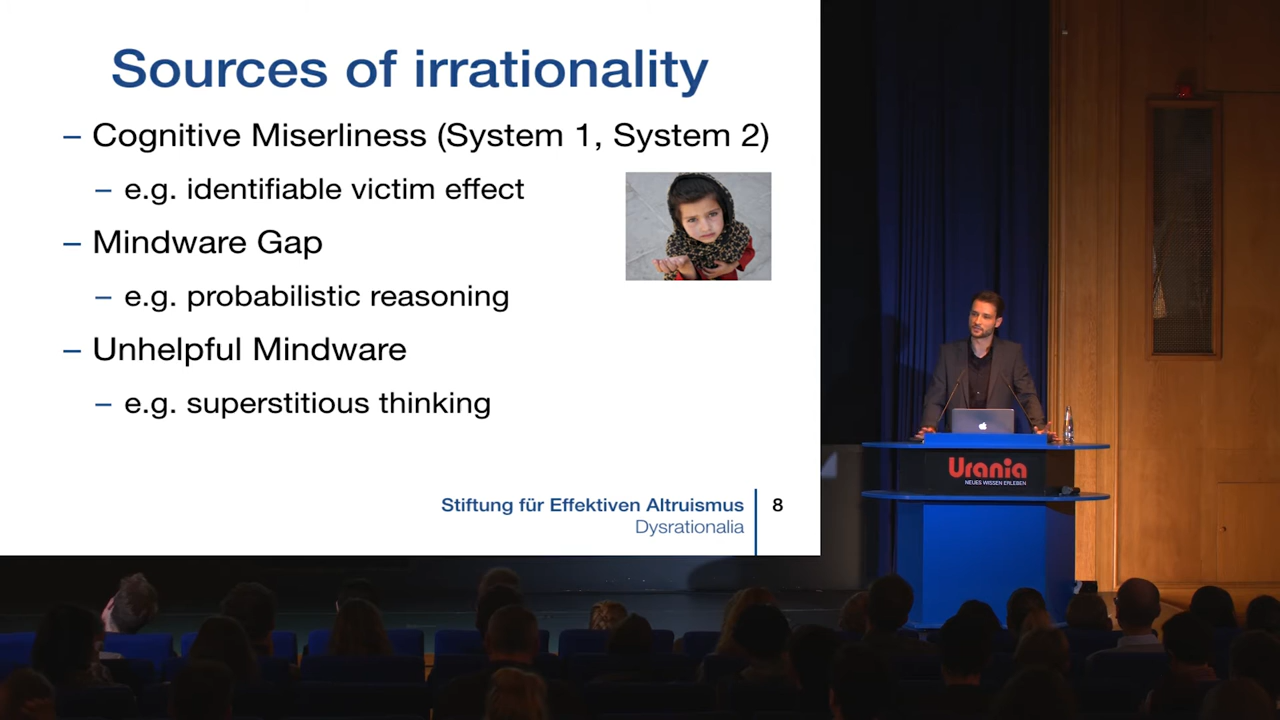 Sources of irrationality
– Cognitive Miserliness (System 1, System 2)
– e.g. identifiable victim effect
– Mindware Gap
– e.g. probabilistic reasoning
– Unhelpful Mindware
– e.g. superstitious thinking
Stiftung für Effektiven Altruismus
8
Dysrationalia
Urania
NEUES WISSEN ERLEBEN